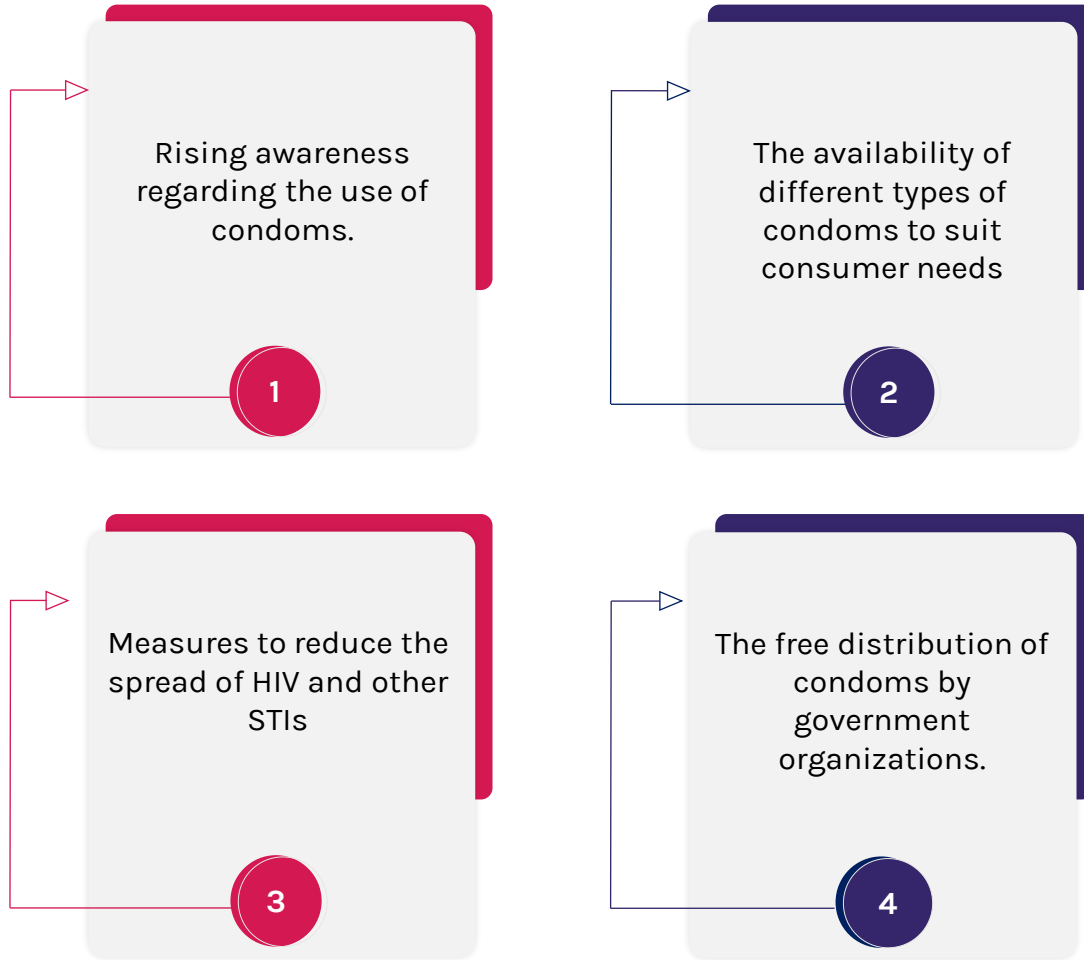 Rising awareness
regarding the use of
condoms.
1
The availability of
different types of
condoms to suit
consumer needs
2
Measures to reduce the
spread of HIV and other
STIs
3
The free distribution of
condoms by
government
organizations.
4